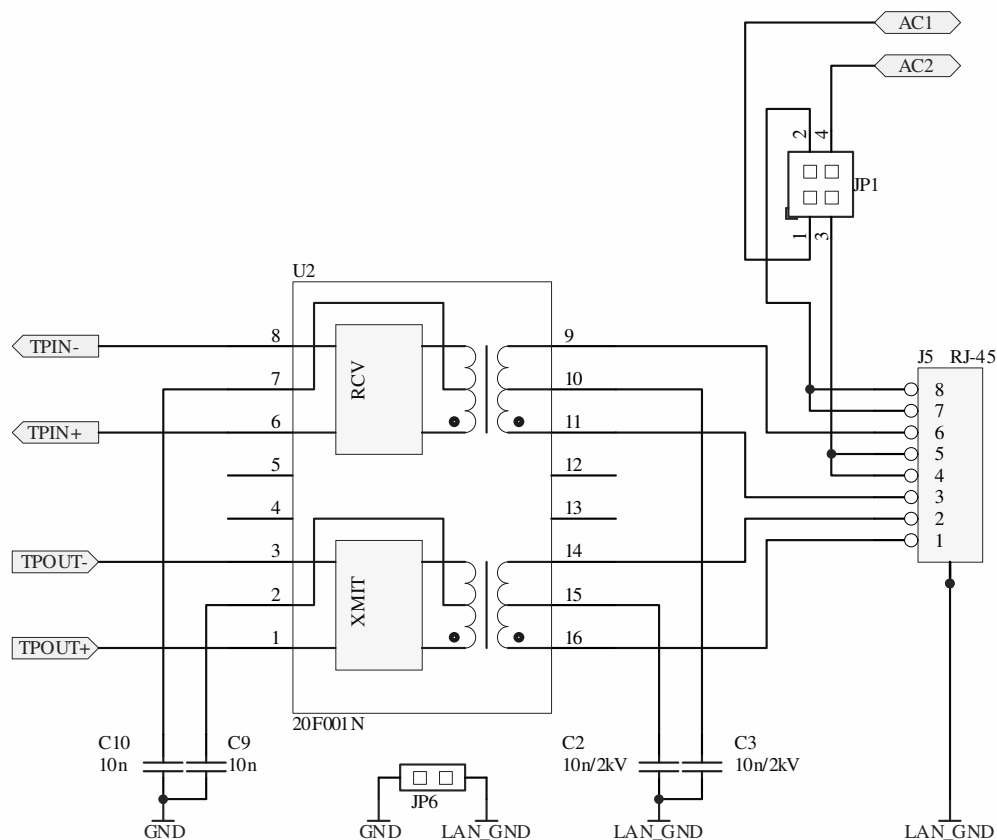 AC1
AC2
2 4
JP1
1 3
U2
TPIN- 8 RCV 9
7 10
TPIN+ 6 11
5 12
4 13
TPOUT- 3 XMIT 14
2 15
TPOUT+ 1 16
20F001N
J5 RJ-45
8
7
6
5
4
3
2
1
C10 C9 C2 C3
10n 10n 10n/2kV 10n/2kV
JP6
GND GND LAN_GND LAN_GND LAN_GND